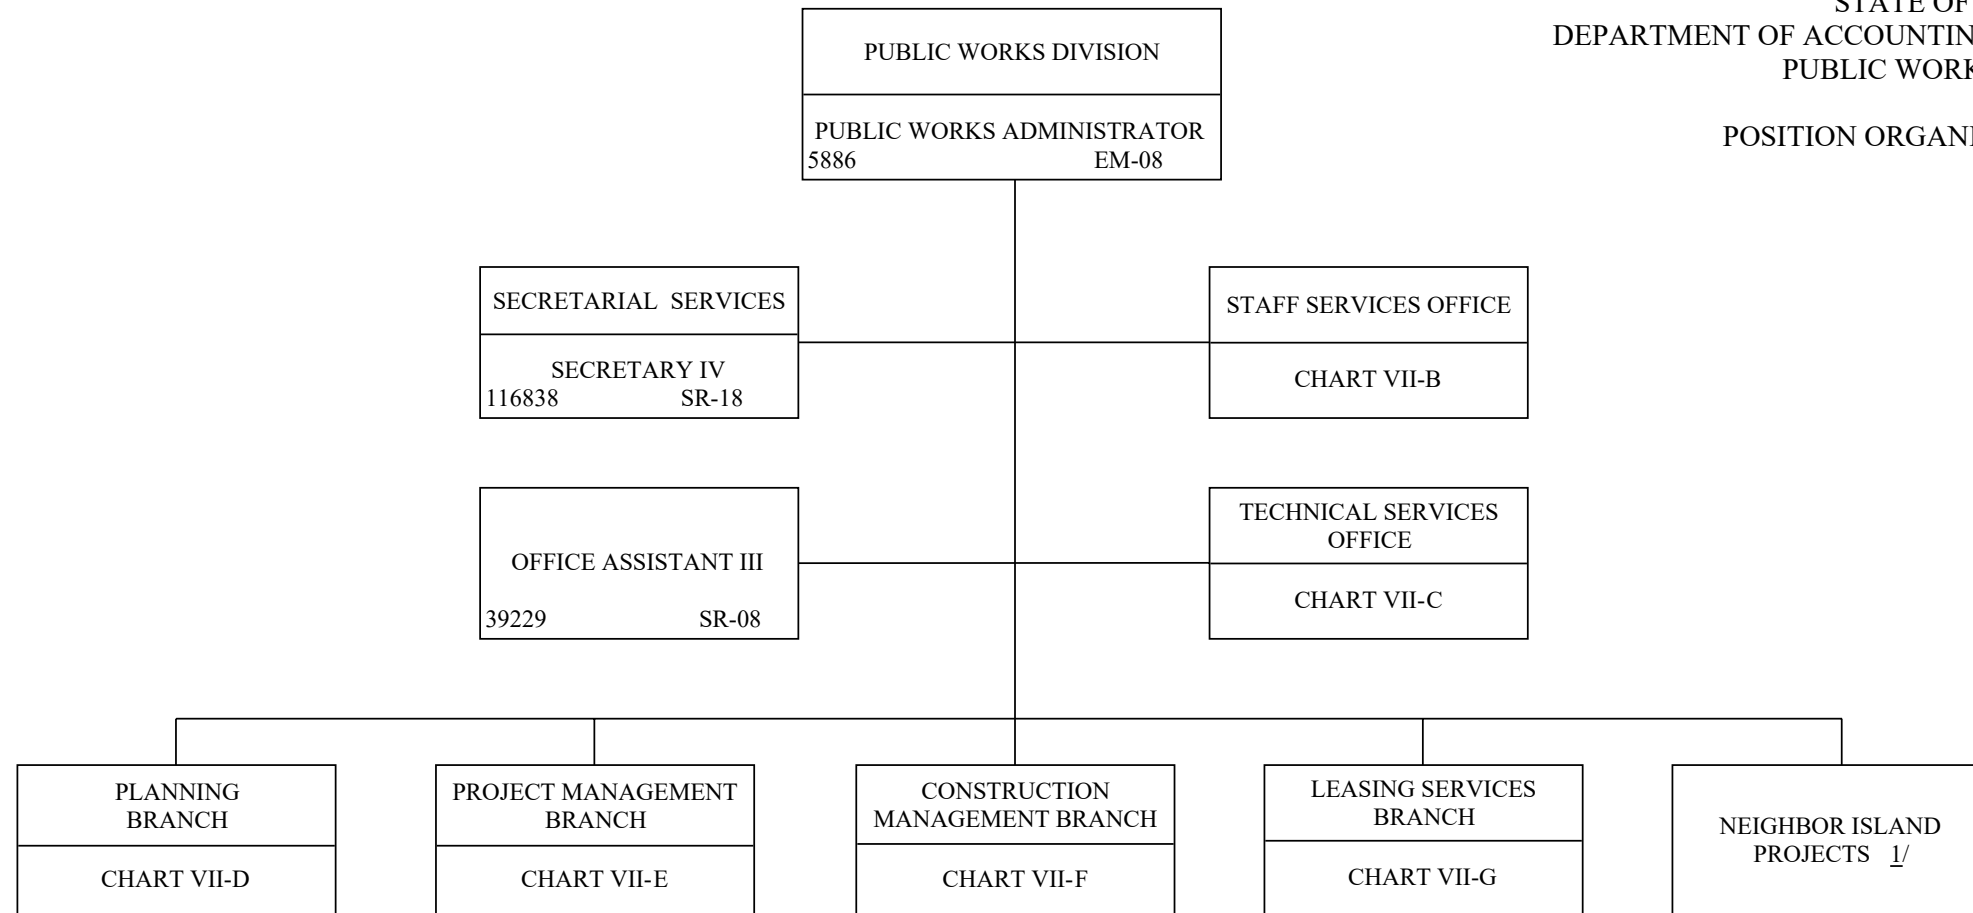 STATE OF
DEPARTMENT OF
PUBLIC
POSITION
PUBLIC WORKS DIVISION
PUBLIC WORKS ADMINISTRATOR
5886 EM-08
SECRETARIAL SERVICES
SECRETARY IV
116838 SR-18
STAFF SERVICES OFFICE
CHART VII-B
OFFICE ASSISTANT III
39229 SR-08
TECHNICAL SERVICES
OFFICE
CHART VII-C
PLANNING
BRANCH
CHART VII-D
PROJECT MANAGEMENT
BRANCH
CHART VII-E
CONSTRUCTION
MANAGEMENT BRANCH
CHART VII-F
LEASING SERVICES
BRANCH
CHART VII-G
NEIGHBOR ISLAND
PROJECTS 1/